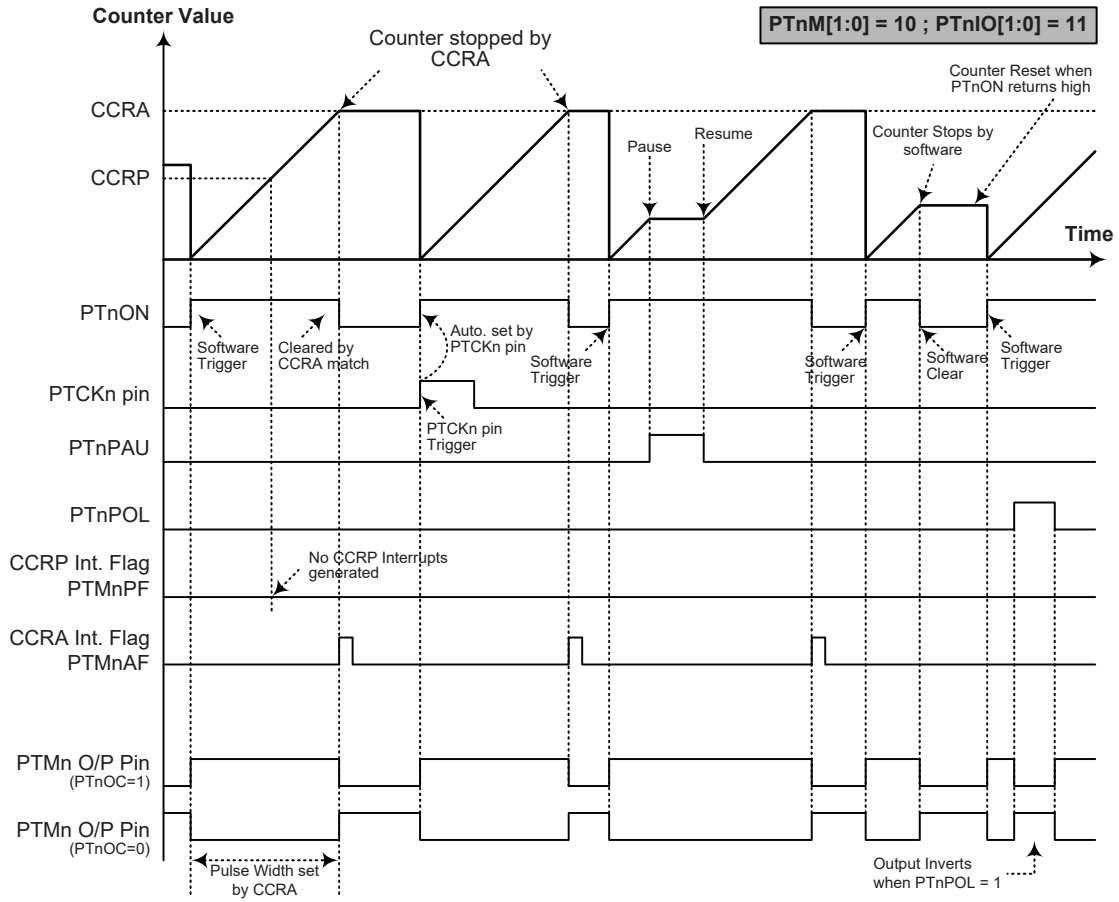 Counter Value
PTnM[1:0] = 10 ; PTnIO[1:0] = 11
Counter stopped by
CCRA
Counter Reset when
PTnON returns high
CCRA
CCRP
Pause
Resume
Counter Stops by
software
Time
PTnON
Software
Trigger
Cleared by
CCRA match
Auto. set by
PTCKn pin
Software
Trigger
Software
Trigger
Software
Clear
Software
Trigger
PTCKn pin
PTCKn pin
Trigger
PTnPAU
PTnPOL
CCRP Int. Flag
PTMnPF
No CCRP Interrupts
generated
CCRA Int. Flag
PTMnAF
PTMn O/P Pin
(PTnOC=1)
PTMn O/P Pin
(PTnOC=0)
Pulse Width set
by CCRA
Output Inverts
when PTnPOL = 1